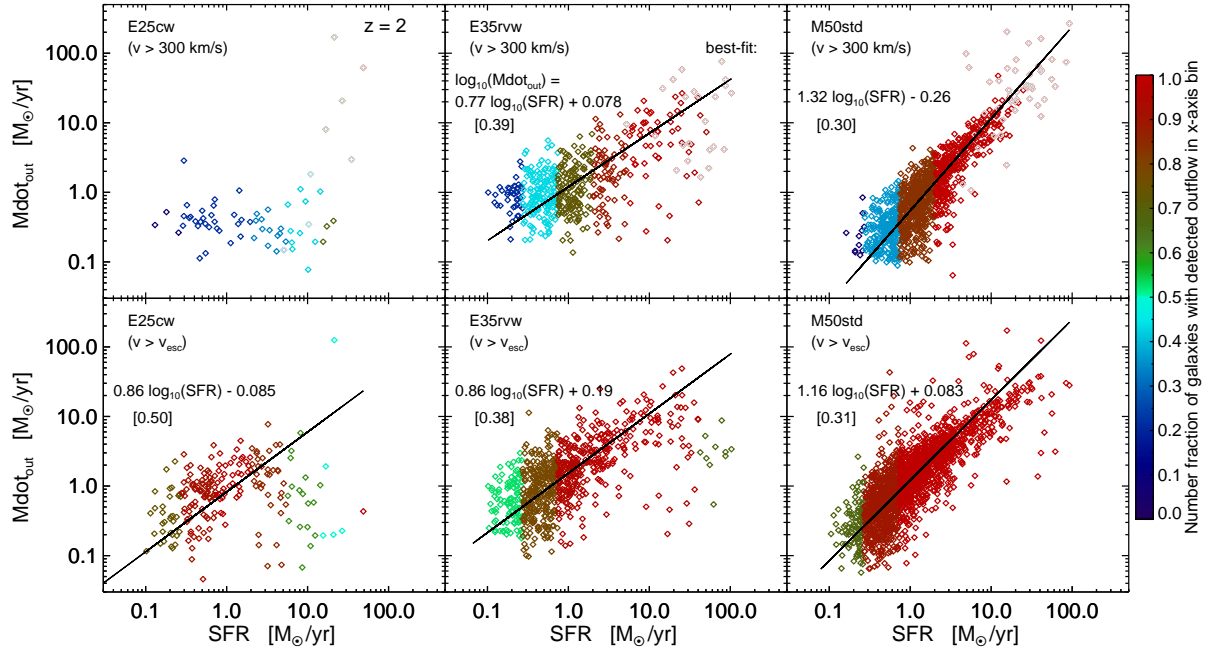 E25cw
(v > 300 km/s)
z = 2
E35rvw
(v > 300 km/s)
best-fit:
log₁₀(Mdotₒᵤₜ) =
0.77 log₁₀(SFR) + 0.078
[0.39]
M50std
(v > 300 km/s)
1.32 log₁₀(SFR) - 0.26
[0.30]
100.0
10.0
1.0
0.1
Mdotₒᵤₜ [M⊙/yr]
E25cw
(v > vₑₛc)
0.86 log₁₀(SFR) - 0.085
[0.50]
E35rvw
(v > vₑₛc)
0.86 log₁₀(SFR) + 0.19
[0.38]
M50std
(v > vₑₛc)
1.16 log₁₀(SFR) + 0.083
[0.31]
100.0
10.0
1.0
0.1
Mdotₒᵤₜ [M⊙/yr]
0.1 1.0 10.0 100.0
SFR [M⊙/yr]
0.1 1.0 10.0 100.0
SFR [M⊙/yr]
0.1 1.0 10.0 100.0
SFR [M⊙/yr]
1.0
0.9
0.8
0.7
0.6
0.5
0.4
0.3
0.2
0.1
0.0
Number fraction of galaxies with detected outflow in x-axis bin